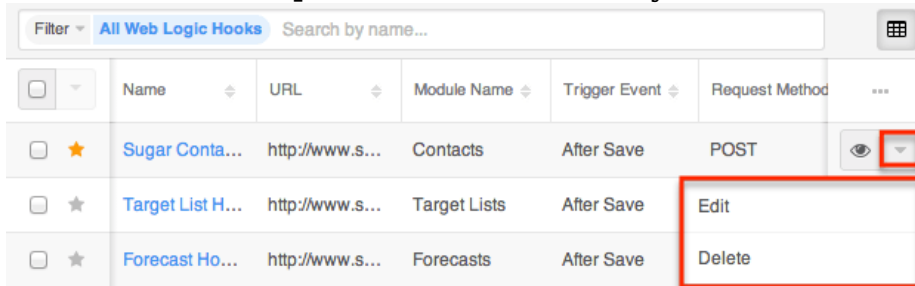 Filter All Web Logic Hooks Search by name...
Name URL Module Name Trigger Event Request Method
Sugar Conta... http://www.s... Contacts After Save POST
Target List H... http://www.s... Target Lists After Save Edit
Forecast Ho... http://www.s... Forecasts After Save Delete